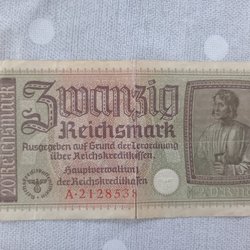 Zwanzig
Reichsmark
Ausgegeben auf Grund der Verordnung
über Reichskreditkassen.
Hauptverwaltung
der Reichskreditkassen
A·2128538
20 Reichsmark